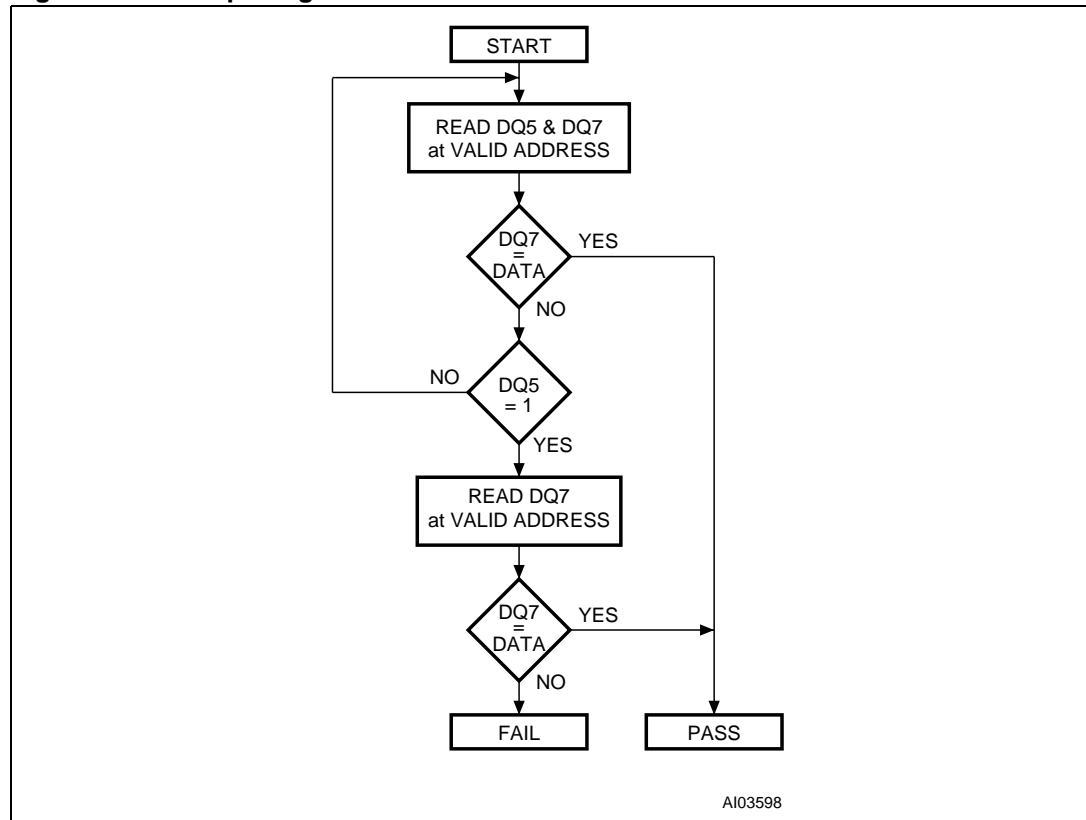 START
READ DQ5 & DQ7
at VALID ADDRESS
DQ7
=
DATA
YES
NO
NO
DQ5
= 1
YES
READ DQ7
at VALID ADDRESS
DQ7
=
DATA
YES
NO
FAIL
PASS
AI03598